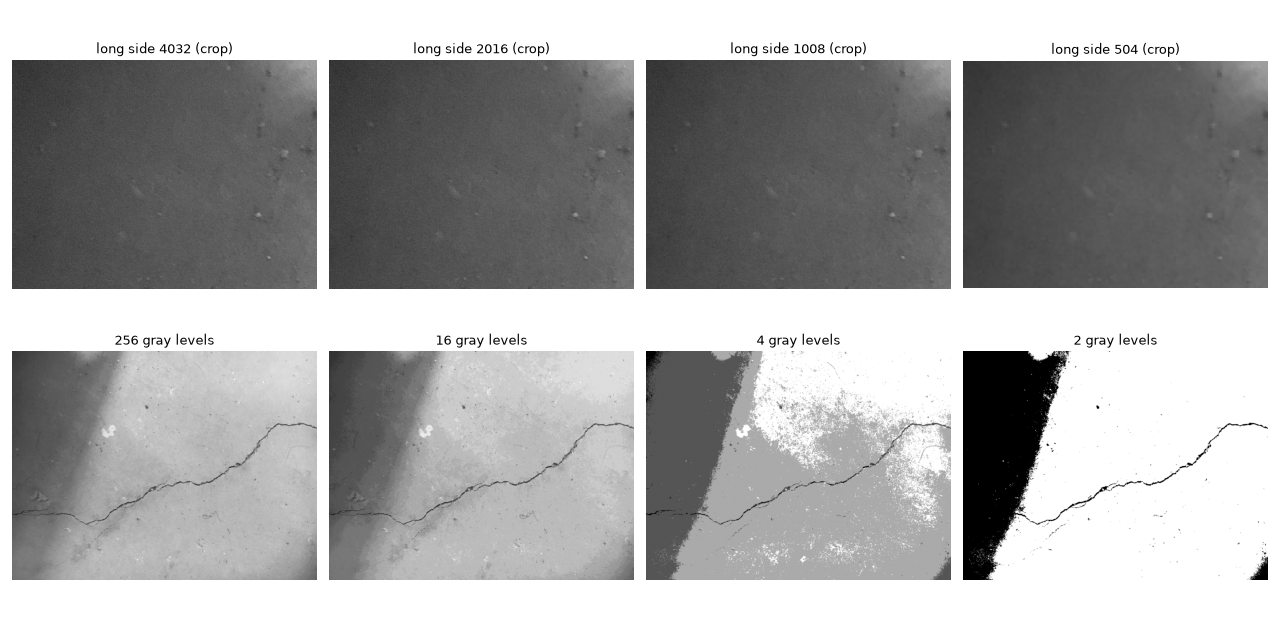 long side 4032 (crop)
long side 2016 (crop)
long side 1008 (crop)
long side 504 (crop)
256 gray levels
16 gray levels
4 gray levels
2 gray levels